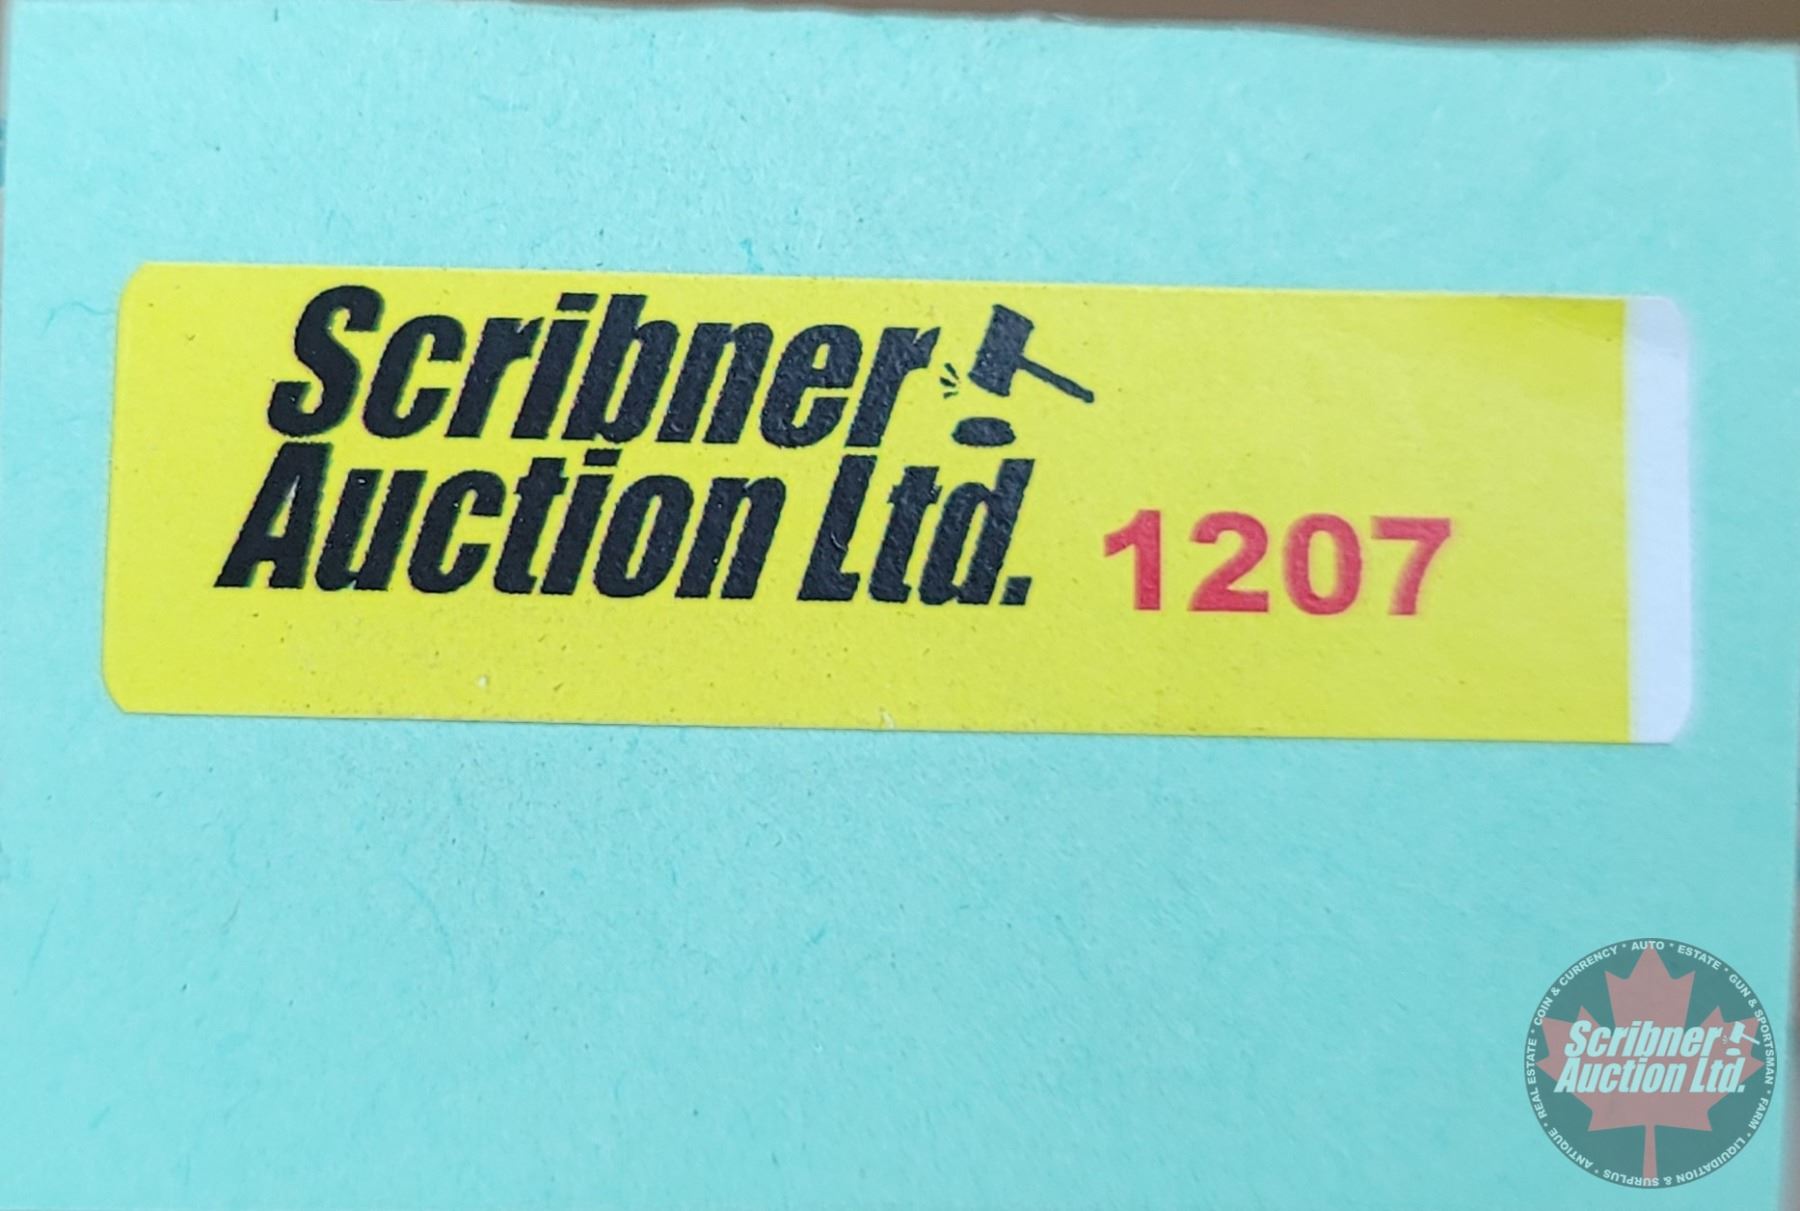 Scribner
Auction Ltd. 1207
COIN & CURRENCY • AUTO • ESTATE • GUN & SPORTSMAN • FARM • LIQUIDATION & SURPLUS • ANTIQUE • REAL ESTATE •
Scribner
Auction Ltd.